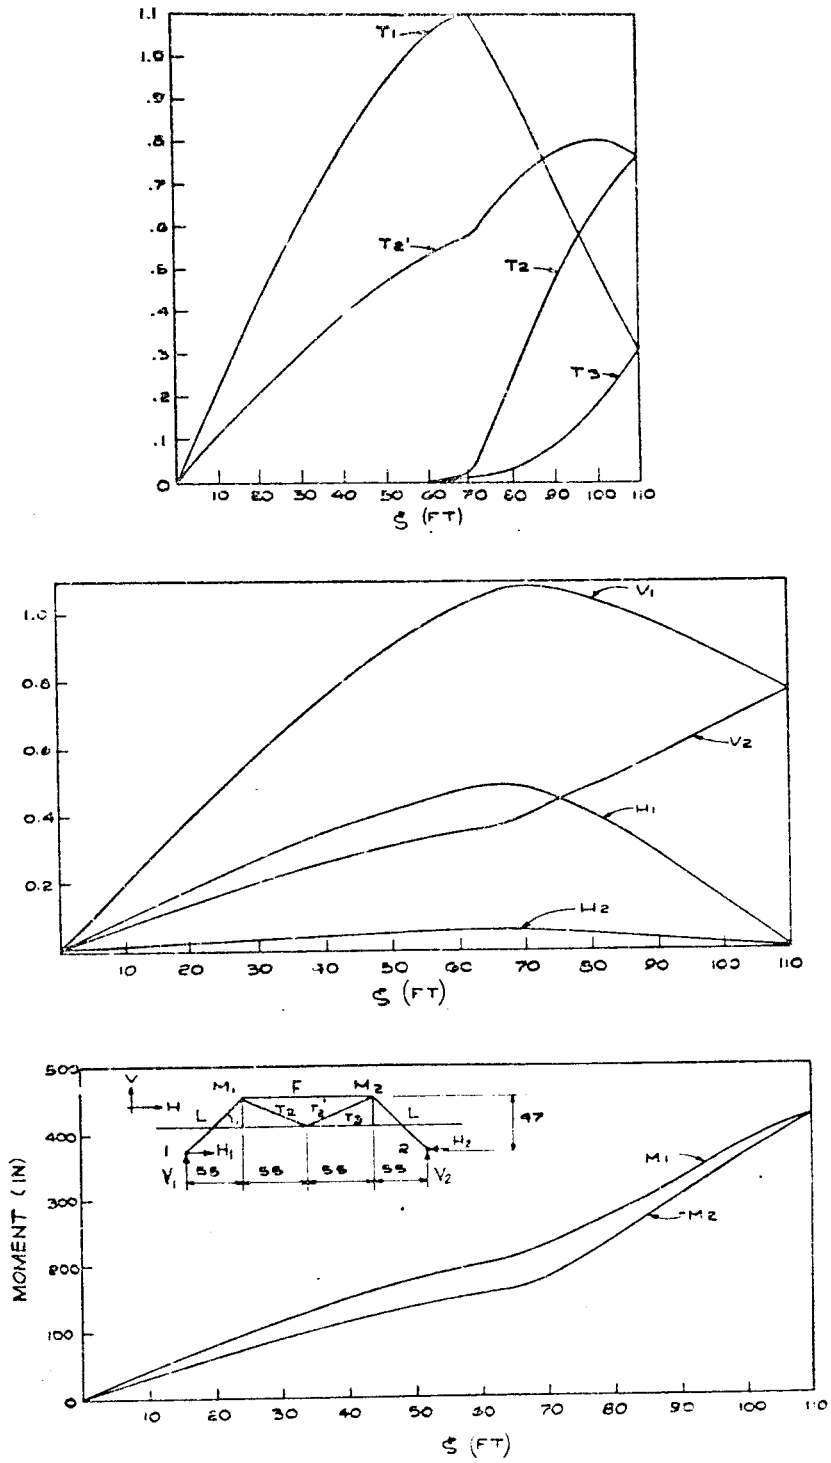 1.1
T1
1.0
.9
.8
.7
.6
T2'
T2
.5
.4
.3
T3
.2
.1
0
10 20 30 40 50 60 70 80 90 100 110
ξ (FT)
1.0
V1
0.8
V2
0.6
0.4
H1
0.2
H2
10 20 30 40 50 60 70 80 90 100 110
ξ (FT)
500
V
M1 F M2
H
L T2 T2' T3 L
47
400
1 H1 2 H2
V1 55 55 55 55 V2
M1
300
M2
200
100
0
MOMENT (IN)
10 20 30 40 50 60 70 80 90 100 110
ξ (FT)